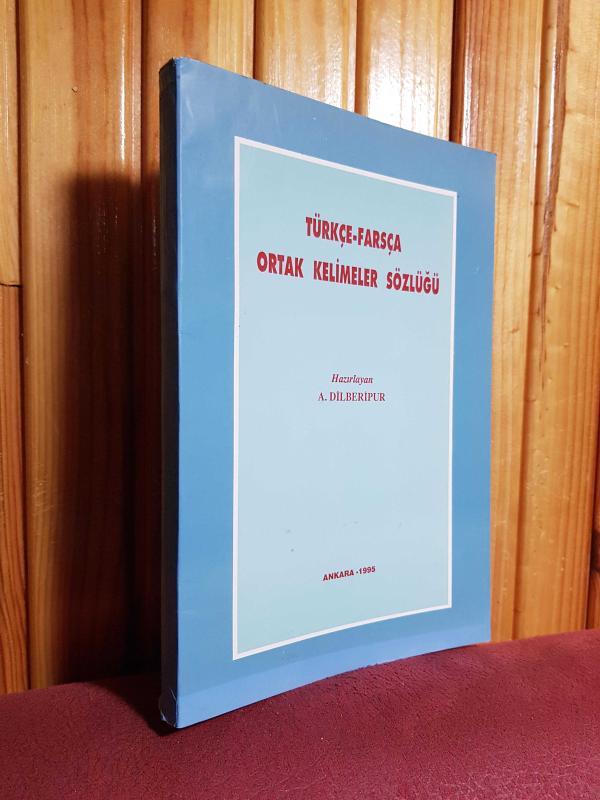 TÜRKÇE-FARSÇA
ORTAK KELİMELER SÖZLÜĞÜ
Hazırlayan
A. DİLBERİPUR
ANKARA -1995